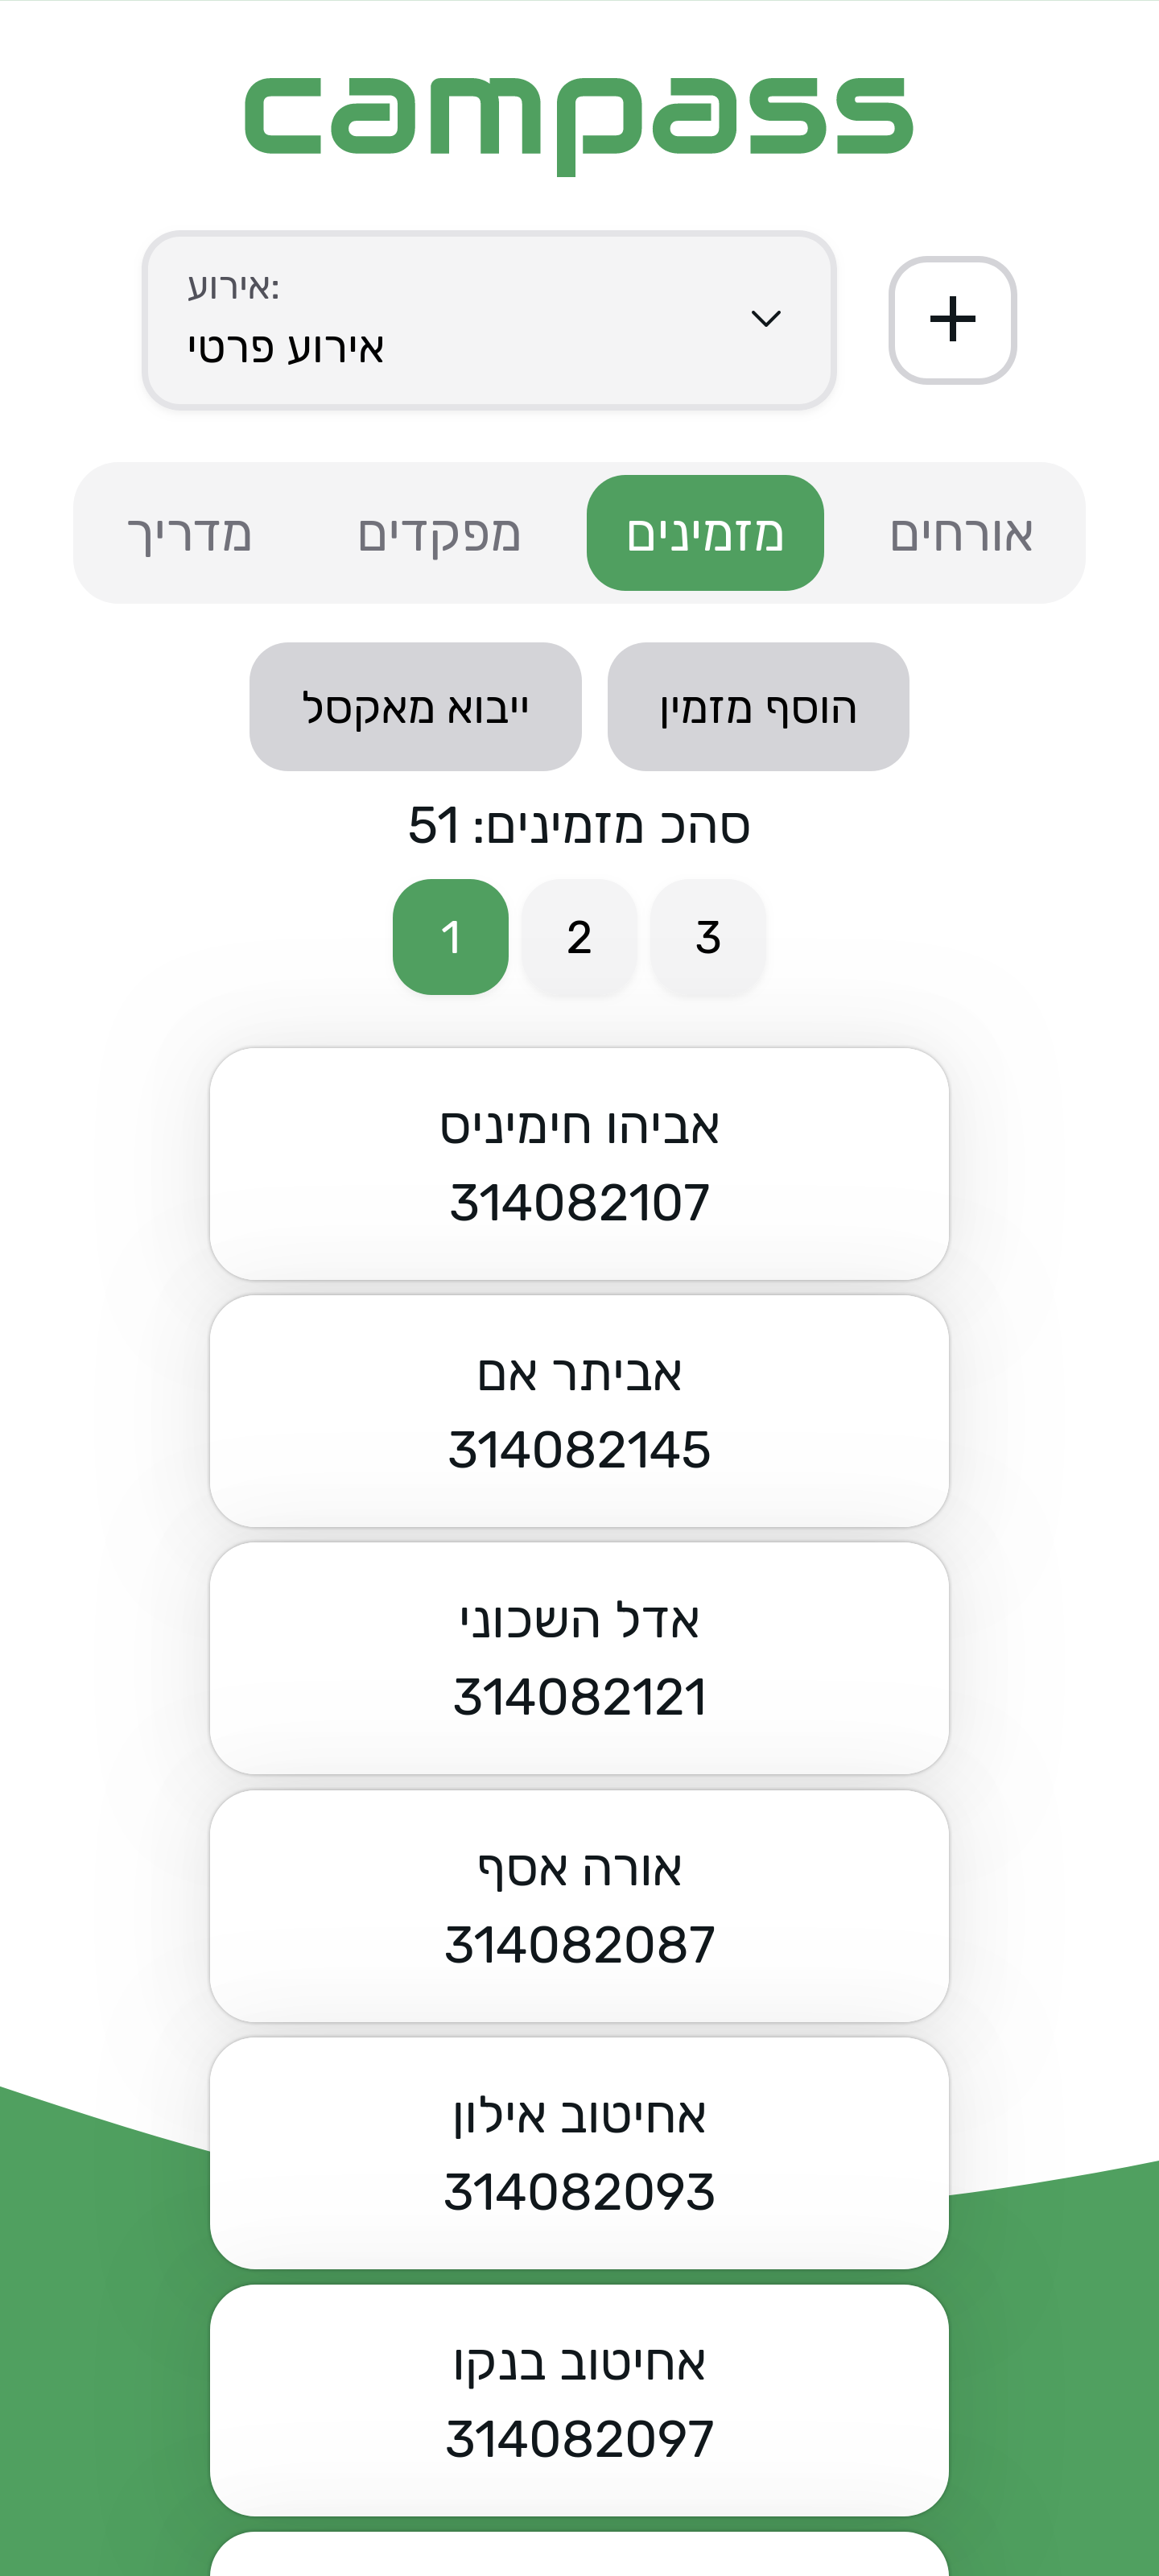 campass
אירוע:
אירוע פרטי
+
אורחים מזמינים מפקדים מדריך
הוסף מזמין ייבוא מאקסל
סהכ מזמינים: 51
1 2 3
אביהו חימיניס
314082107
אביתר אם
314082145
אדל השכוני
314082121
אורה אסף
314082087
אחיטוב אילון
314082093
אחיטוב בנקו
314082097